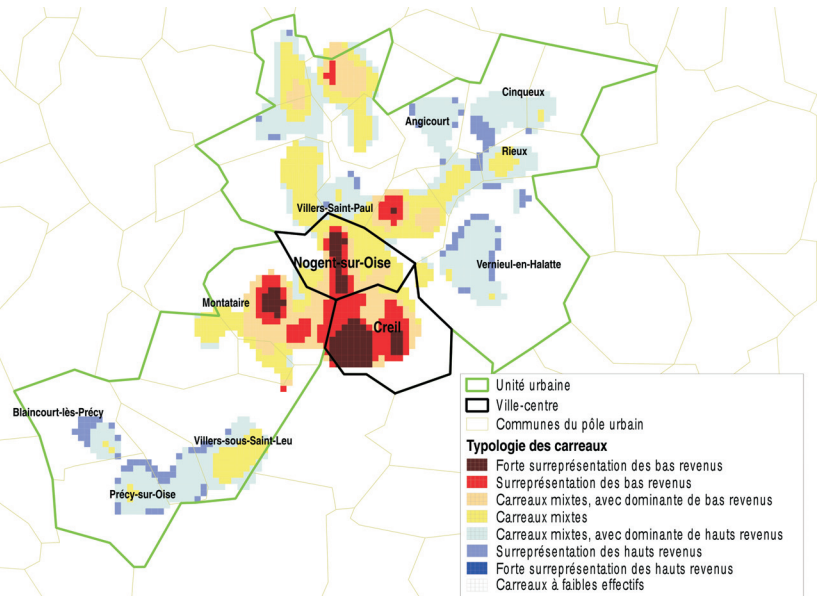 Cinqueux
Angicourt
Rieux
Villers-Saint-Paul
Nogent-sur-Oise
Vernieul-en-Halatte
Montataire
Creil
Blaincourt-lès-Précy
Villers-sous-Saint-Leu
Précy-sur-Oise
Unité urbaine
Ville-centre
Communes du pôle urbain
Typologie des carreaux
Forte surreprésentation des bas revenus
Surreprésentation des bas revenus
Carreaux mixtes, avec dominante de bas revenus
Carreaux mixtes
Carreaux mixtes, avec dominante de hauts revenus
Surreprésentation des hauts revenus
Forte surreprésentation des hauts revenus
Carreaux à faibles effectifs